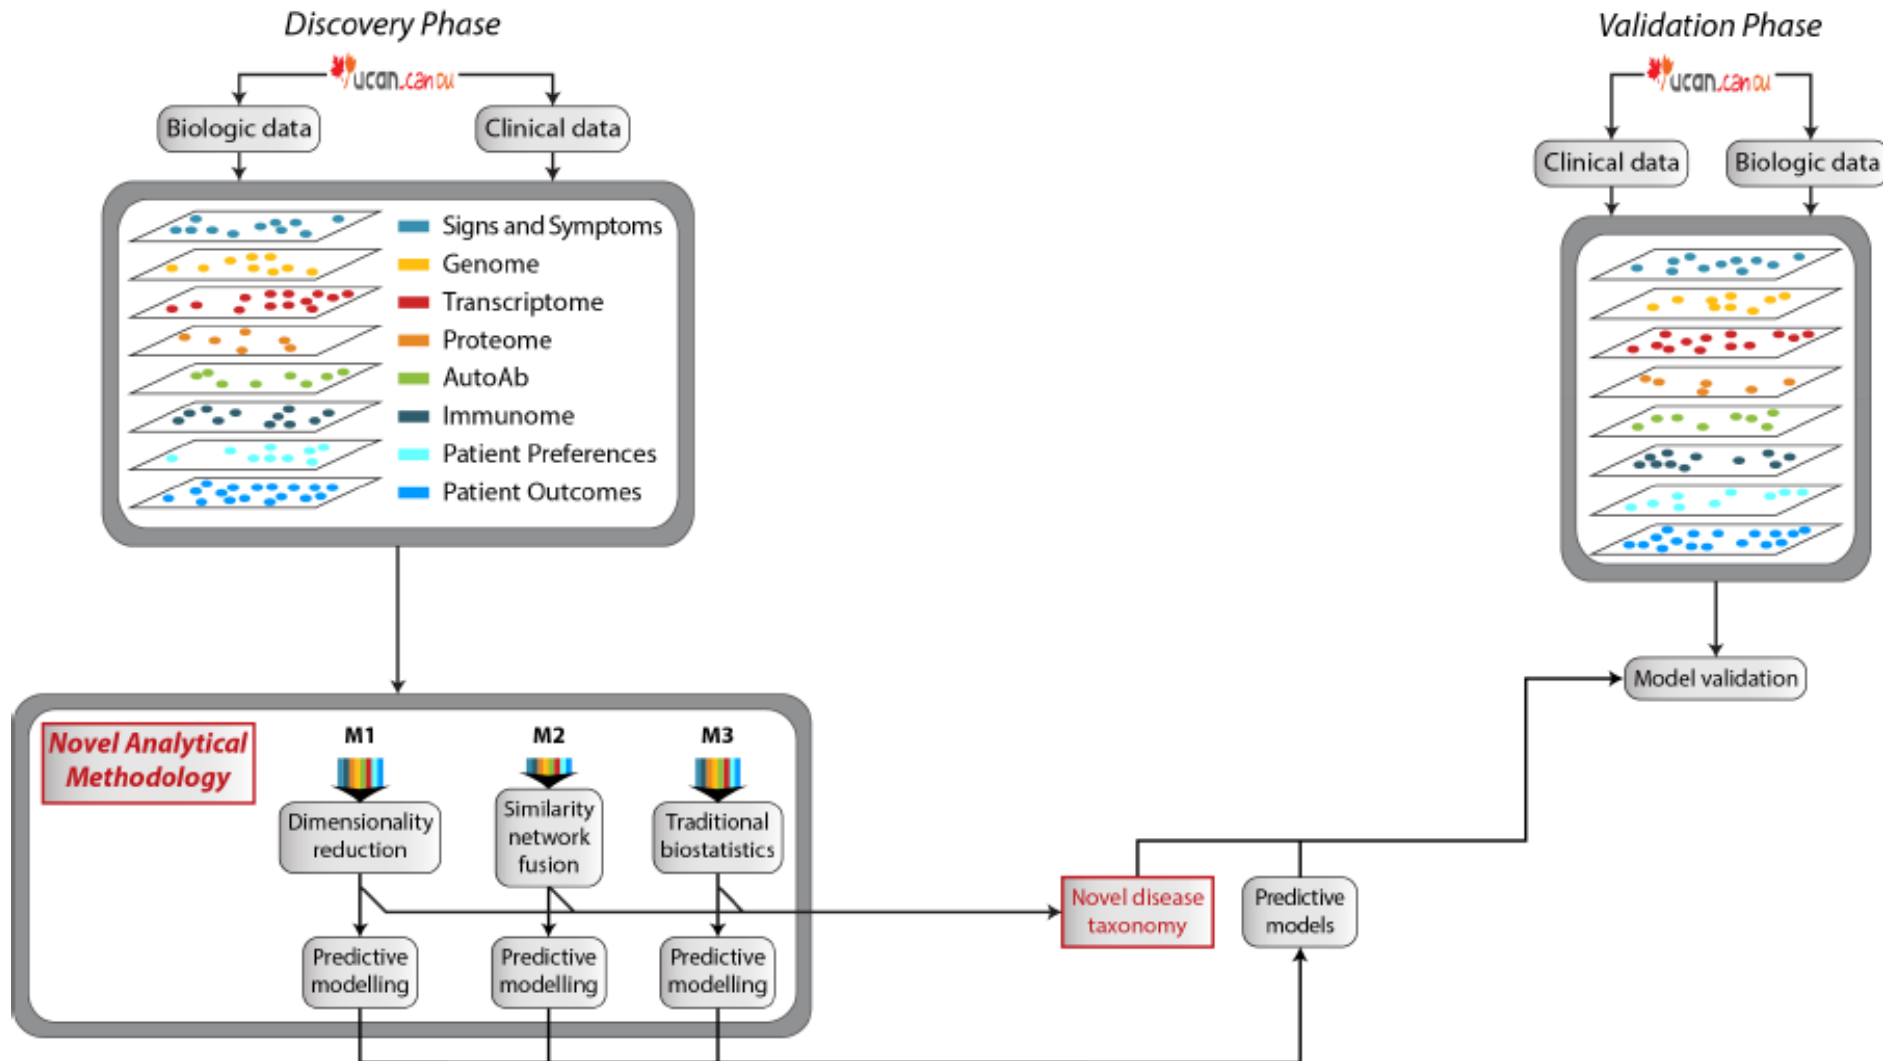 Discovery Phase
ucan.canDU
Biologic data
Clinical data
Signs and Symptoms
Genome
Transcriptome
Proteome
AutoAb
Immunome
Patient Preferences
Patient Outcomes
Novel Analytical
Methodology
M1
M2
M3
Dimensionality
reduction
Similarity
network
fusion
Traditional
biostatistics
Predictive
modelling
Predictive
modelling
Predictive
modelling
Novel disease
taxonomy
Predictive
models
Validation Phase
ucan.canDU
Clinical data
Biologic data
Model validation